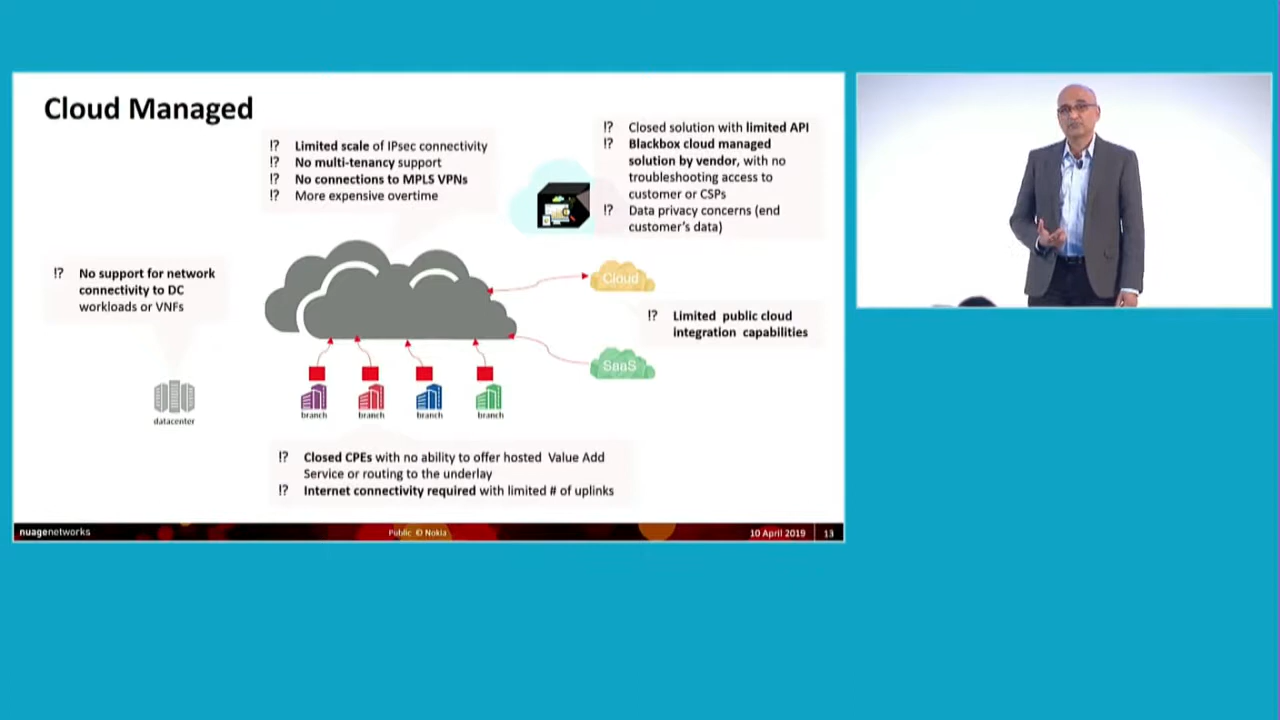 Cloud Managed
!? Limited scale of IPsec connectivity
!? No multi-tenancy support
!? No connections to MPLS VPNs
!? More expensive overtime
!? Closed solution with limited API
!? Blackbox cloud managed
solution by vendor, with no
troubleshooting access to
customer or CSPs
!? Data privacy concerns (end
customer's data)
!? No support for network
connectivity to DC
workloads or VNFs
Cloud
!? Limited public cloud
integration capabilities
SaaS
datacenter
branch
branch
branch
branch
!? Closed CPEs with no ability to offer hosted Value Add
Service or routing to the underlay
!? Internet connectivity required with limited # of uplinks
nuagenetworks
Public © Nokia
10 April 2019
13